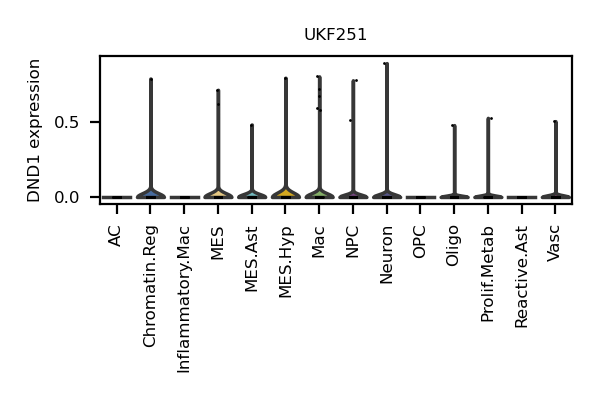 UKF251
DND1 expression
0.5
0.0
AC
Chromatin.Reg
Inflammatory.Mac
MES
MES.Ast
MES.Hyp
Mac
NPC
Neuron
OPC
Oligo
Prolif.Metab
Reactive.Ast
Vasc